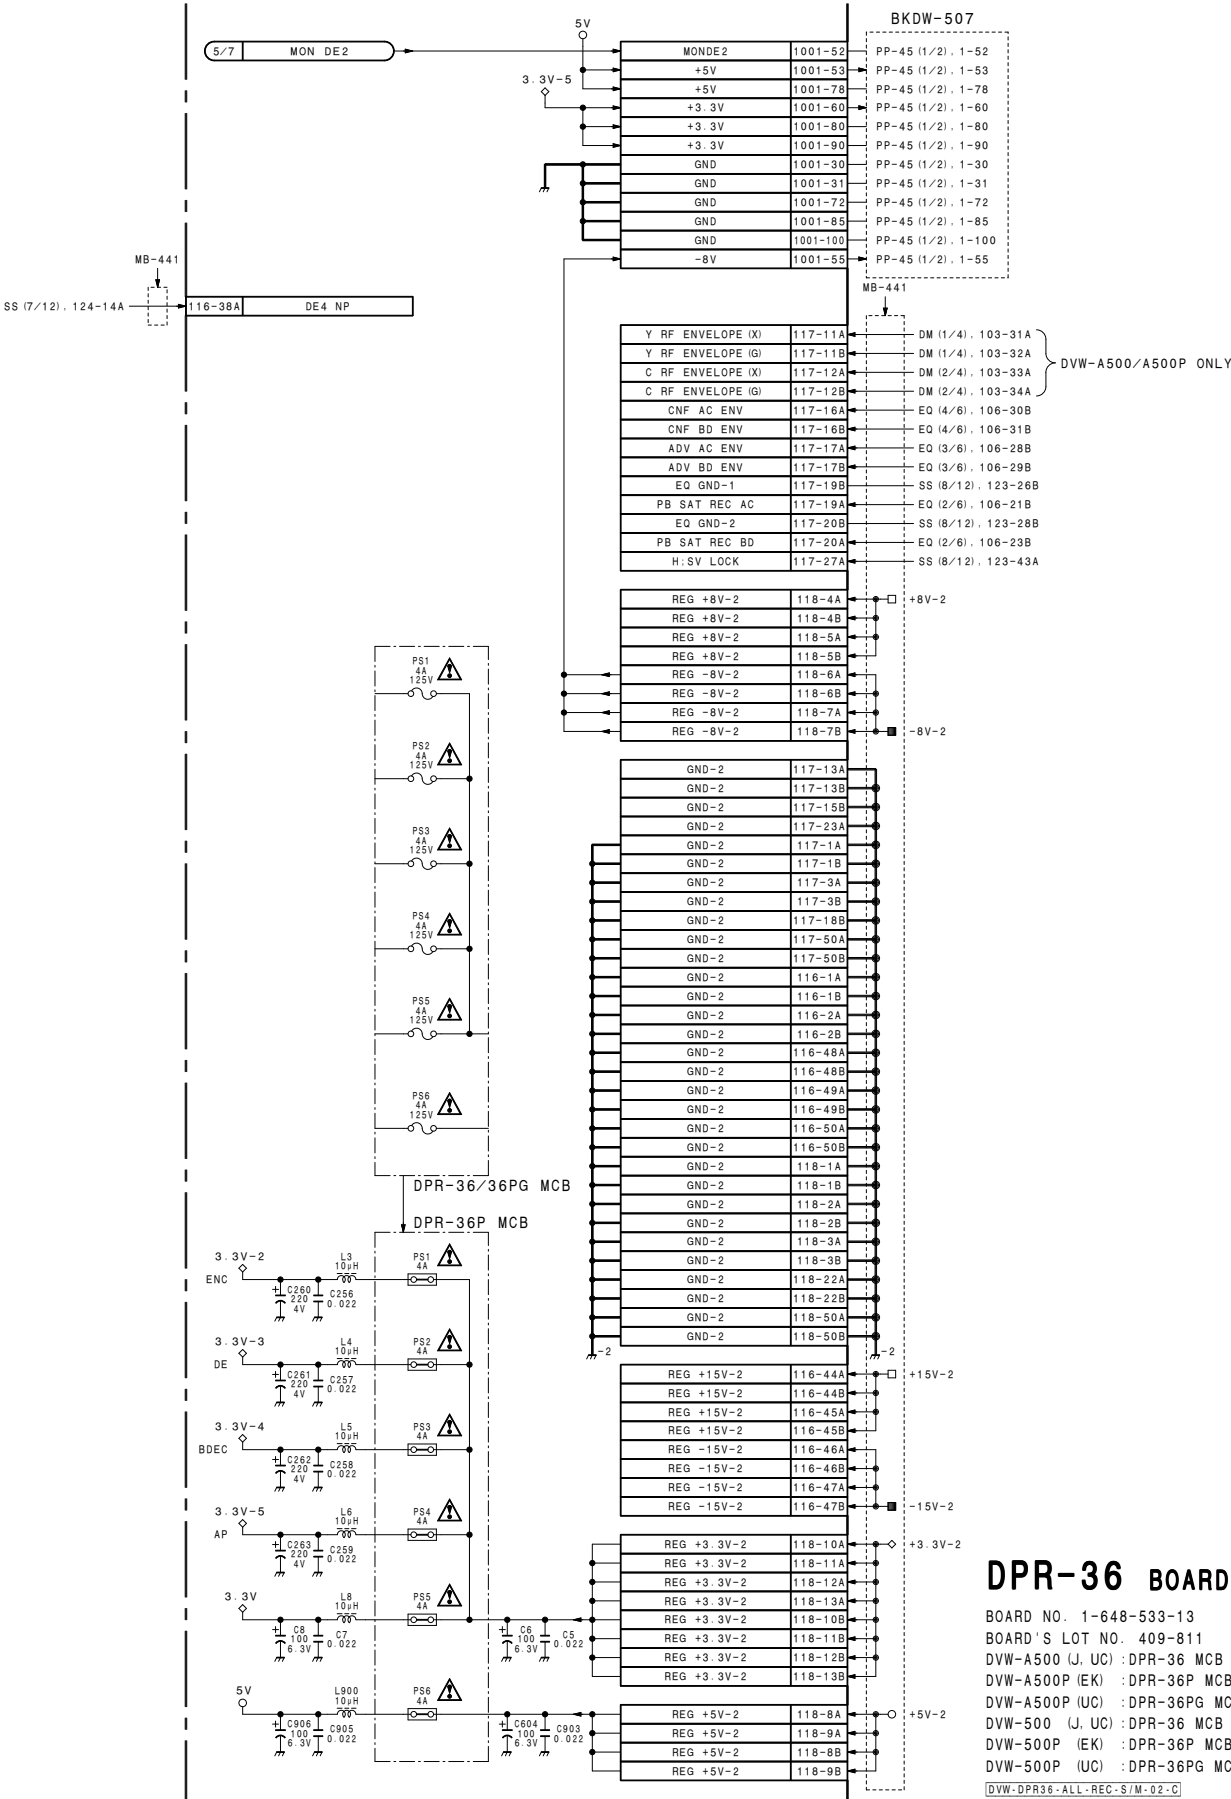 BKDW-507
5V
5/7 MON DE2
3.3V-5
MONDE2 1001-52 PP-45 (1/2), 1-52
+5V 1001-53 PP-45 (1/2), 1-53
+5V 1001-78 PP-45 (1/2), 1-78
+3.3V 1001-60 PP-45 (1/2), 1-60
+3.3V 1001-80 PP-45 (1/2), 1-80
+3.3V 1001-90 PP-45 (1/2), 1-90
GND 1001-30 PP-45 (1/2), 1-30
GND 1001-31 PP-45 (1/2), 1-31
GND 1001-72 PP-45 (1/2), 1-72
GND 1001-85 PP-45 (1/2), 1-85
GND 1001-100 PP-45 (1/2), 1-100
-8V 1001-55 PP-45 (1/2), 1-55
MB-441
SS (7/12), 124-14A 116-38A DE4 NP
MB-441
Y RF ENVELOPE (X) 117-11A DM (1/4), 103-31A
Y RF ENVELOPE (G) 117-11B DM (1/4), 103-32A
C RF ENVELOPE (X) 117-12A DM (2/4), 103-33A
C RF ENVELOPE (G) 117-12B DM (2/4), 103-34A
DVW-A500/A500P ONLY
CNF AC ENV 117-16A EQ (4/6), 106-30B
CNF BD ENV 117-16B EQ (4/6), 106-31B
ADV AC ENV 117-17A EQ (3/6), 106-28B
ADV BD ENV 117-17B EQ (3/6), 106-29B
EQ GND-1 117-19B SS (8/12), 123-26B
PB SAT REC AC 117-19A EQ (2/6), 106-21B
EQ GND-2 117-20B SS (8/12), 123-28B
PB SAT REC BD 117-20A EQ (2/6), 106-23B
H:SV LOCK 117-27A SS (8/12), 123-43A
REG +8V-2 118-4A +8V-2
REG +8V-2 118-4B
REG +8V-2 118-5A
REG +8V-2 118-5B
REG -8V-2 118-6A
REG -8V-2 118-6B
REG -8V-2 118-7A
REG -8V-2 118-7B -8V-2
PS1
4A
125V
PS2
4A
125V
PS3
4A
125V
PS4
4A
125V
PS5
4A
125V
PS6
4A
125V
DPR-36/36PG MCB
GND-2 117-13A
GND-2 117-13B
GND-2 117-15B
GND-2 117-23A
GND-2 117-1A
GND-2 117-1B
GND-2 117-3A
GND-2 117-3B
GND-2 117-18B
GND-2 117-50A
GND-2 117-50B
GND-2 116-1A
GND-2 116-1B
GND-2 116-2A
GND-2 116-2B
GND-2 116-48A
GND-2 116-48B
GND-2 116-49A
GND-2 116-49B
GND-2 116-50A
GND-2 116-50B
GND-2 118-1A
GND-2 118-1B
GND-2 118-2A
GND-2 118-2B
GND-2 118-3A
GND-2 118-3B
GND-2 118-22A
GND-2 118-22B
GND-2 118-50A
GND-2 118-50B
-2 -2
DPR-36P MCB
3.3V-2 L3 PS1
10μH 4A
ENC
C260 C256
220 0.022
4V
3.3V-3 L4 PS2
10μH 4A
DE
C261 C257
220 0.022
4V
3.3V-4 L5 PS3
10μH 4A
BDEC
C262 C258
220 0.022
4V
3.3V-5 L6 PS4
10μH 4A
AP
C263 C259
220 0.022
4V
3.3V L8 PS5
10μH 4A
C8 C7 C6 C5
100 0.022 100 0.022
6.3V 6.3V
5V L900 PS6
10μH 4A
C906 C905 C604 C903
100 0.022 100 0.022
6.3V 6.3V
REG +15V-2 116-44A +15V-2
REG +15V-2 116-44B
REG +15V-2 116-45A
REG +15V-2 116-45B
REG -15V-2 116-46A
REG -15V-2 116-46B
REG -15V-2 116-47A
REG -15V-2 116-47B -15V-2
REG +3.3V-2 118-10A +3.3V-2
REG +3.3V-2 118-11A
REG +3.3V-2 118-12A
REG +3.3V-2 118-13A
REG +3.3V-2 118-10B
REG +3.3V-2 118-11B
REG +3.3V-2 118-12B
REG +3.3V-2 118-13B
REG +5V-2 118-8A +5V-2
REG +5V-2 118-9A
REG +5V-2 118-8B
REG +5V-2 118-9B
DPR-36 BOARD
BOARD NO. 1-648-533-13
BOARD'S LOT NO. 409-811
DVW-A500 (J, UC) :DPR-36 MCB
DVW-A500P (EK) :DPR-36P MCB
DVW-A500P (UC) :DPR-36PG MC
DVW-500 (J, UC) :DPR-36 MCB
DVW-500P (EK) :DPR-36P MCB
DVW-500P (UC) :DPR-36PG MC
DVW-DPR36-ALL-REC-S/M-02-C